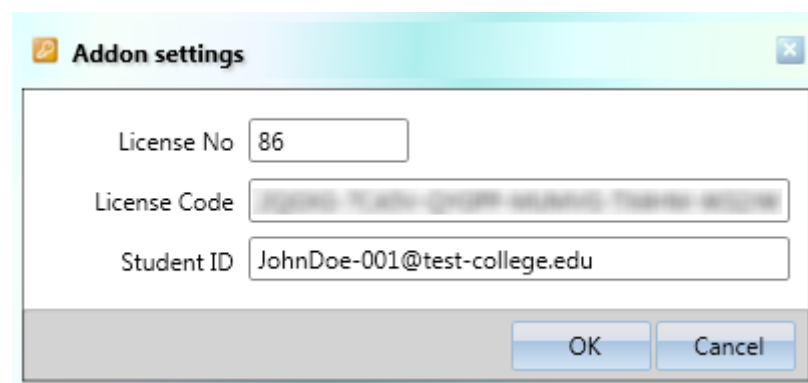 Addon settings
License No 86
License Code
Student ID JohnDoe-001@test-college.edu
OK Cancel